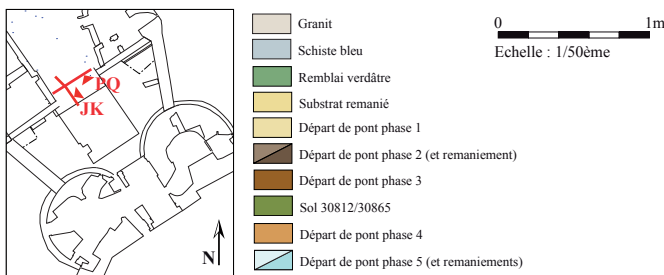 PQ
JK
N
Granit
Schiste bleu
Remblai verdâtre
Substrat remanié
Départ de pont phase 1
Départ de pont phase 2 (et remaniement)
Départ de pont phase 3
Sol 30812/30865
Départ de pont phase 4
Départ de pont phase 5 (et remaniements)
0 1m
Echelle : 1/50ème